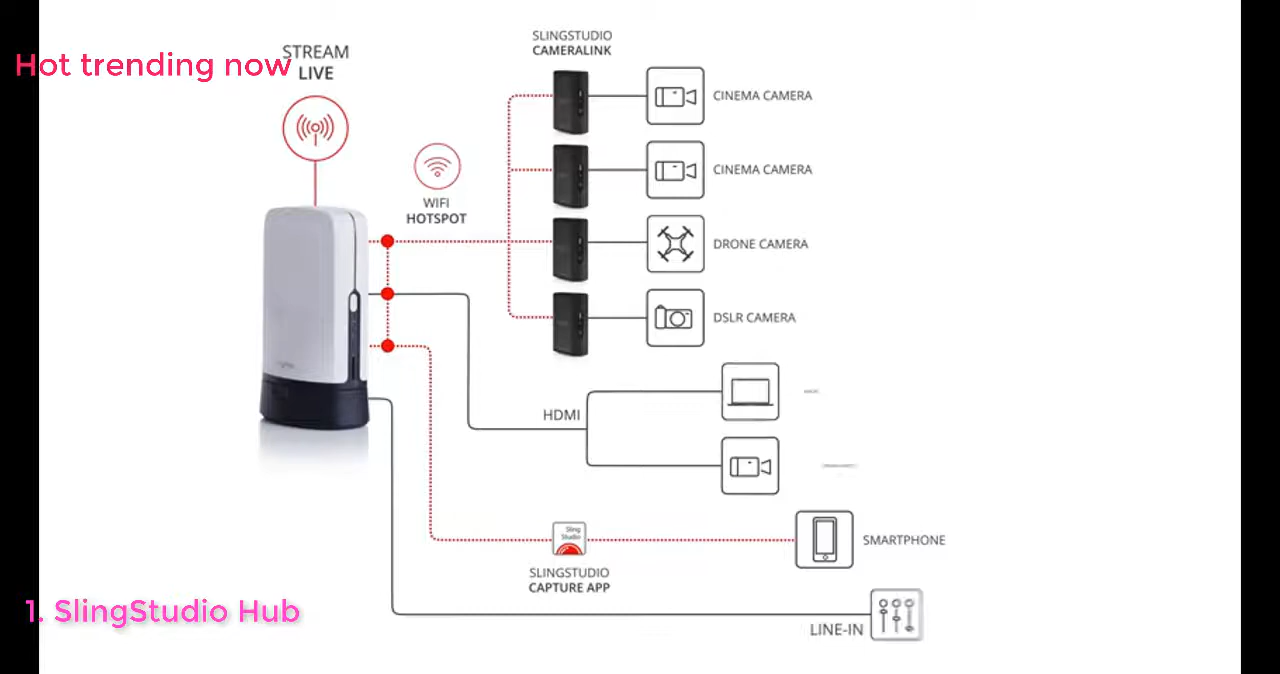 Hot trending now
STREAM
LIVE
SLINGSTUDIO
CAMERALINK
CINEMA CAMERA
CINEMA CAMERA
WIFI
HOTSPOT
DRONE CAMERA
DSLR CAMERA
HDMI
Sling
Studio
SMARTPHONE
SLINGSTUDIO
CAPTURE APP
1. SlingStudio Hub
LINE-IN